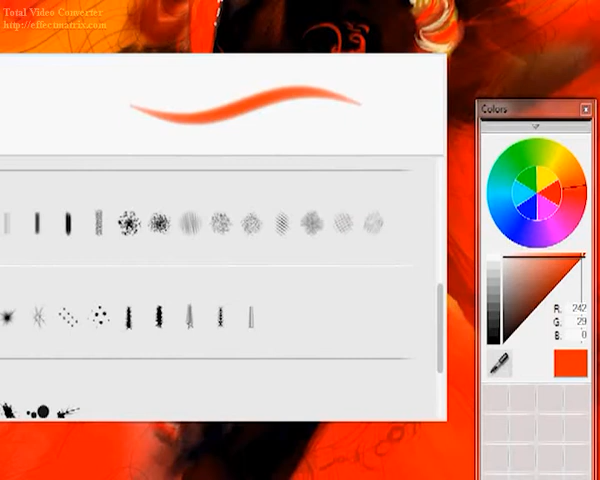 Total Video Converter
http://effectmatrix.com
Colors
R: 242
G: 29
B: 0